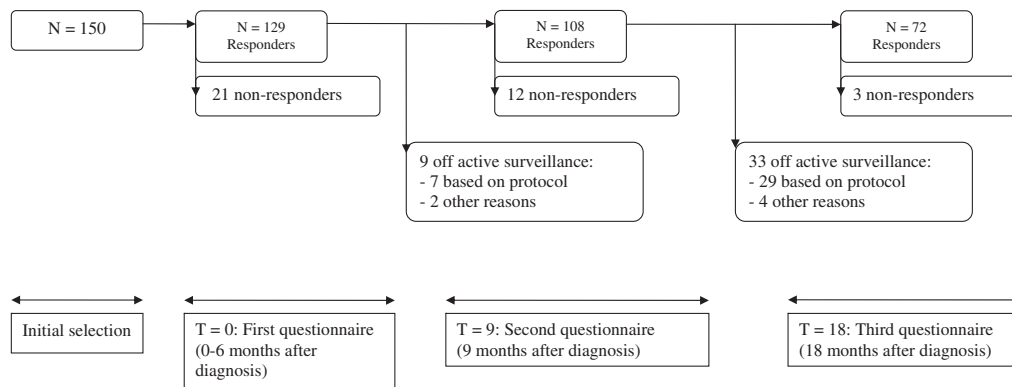 N = 150
N = 129
Responders
N = 108
Responders
N = 72
Responders
21 non-responders
12 non-responders
3 non-responders
9 off active surveillance:
- 7 based on protocol
- 2 other reasons
33 off active surveillance:
- 29 based on protocol
- 4 other reasons
Initial selection
T = 0: First questionnaire
(0-6 months after
diagnosis)
T = 9: Second questionnaire
(9 months after diagnosis)
T = 18: Third questionnaire
(18 months after diagnosis)